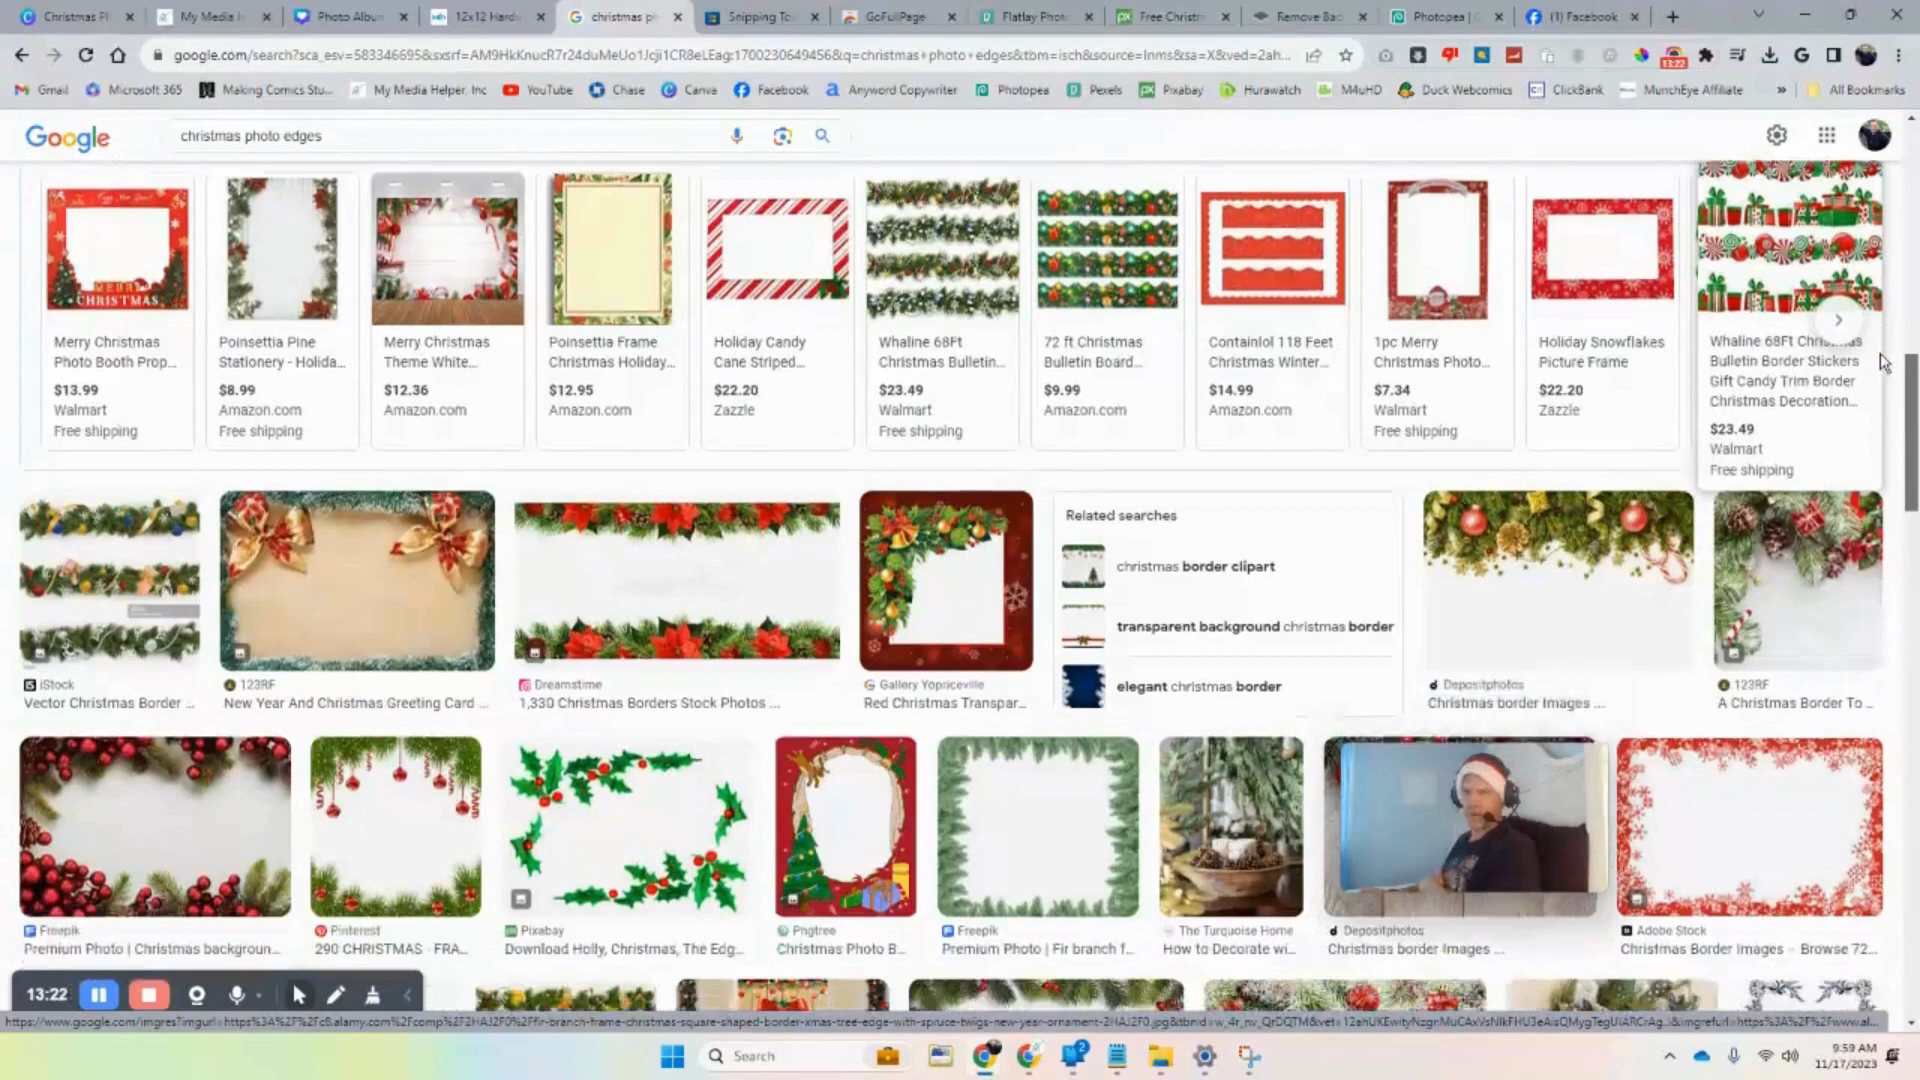 Christmas Pl
My Media H
Photo Album
12x12 Hardc
christmas ph
Snipping To
GoFullPage
Flatlay Photo
Free Christm
Remove Bac
Photopea | O
(1) Facebook
google.com/search?sca_esv=583346695&sxsrf=AM9HkKnucR7r24duMeUo1Jcji1CR8eLEag:1700230649456&q=christmas+photo+edges&tbm=isch&source=lnms&sa=X&ved=2ah...
13:22
Gmail
Microsoft 365
Making Comics Stu...
My Media Helper, Inc
YouTube
Chase
Canva
Facebook
Anyword Copywriter
Photopea
Pexels
Pixabay
Hurawatch
M4uHD
Duck Webcomics
ClickBank
MunchEye Affiliate
»
All Bookmarks
Google
christmas photo edges
MERRY
CHRISTMAS
Merry Christmas
Photo Booth Prop...
$13.99
Walmart
Free shipping
Poinsettia Pine
Stationery - Holida...
$8.99
Amazon.com
Free shipping
Merry Christmas
Theme White...
$12.36
Amazon.com
Poinsettia Frame
Christmas Holiday...
$12.95
Amazon.com
Holiday Candy
Cane Striped...
$22.20
Zazzle
Whaline 68Ft
Christmas Bulletin...
$23.49
Walmart
Free shipping
72 ft Christmas
Bulletin Board...
$9.99
Amazon.com
Containlol 118 Feet
Christmas Winter...
$14.99
Amazon.com
1pc Merry
Christmas Photo...
$7.34
Walmart
Free shipping
Holiday Snowflakes
Picture Frame
$22.20
Zazzle
Whaline 68Ft Christmas
Bulletin Border Stickers
Gift Candy Trim Border
Christmas Decoration...
$23.49
Walmart
Free shipping
iStock
Vector Christmas Border ...
123RF
New Year And Christmas Greeting Card ...
Dreamstime
1,330 Christmas Borders Stock Photos ...
Gallery Yopriceville
Red Christmas Transpar...
Related searches
christmas border clipart
transparent background christmas border
elegant christmas border
Depositphotos
Christmas border Images ...
123RF
A Christmas Border To ...
Freepik
Premium Photo | Christmas backgroun...
Pinterest
290 CHRISTMAS - FRA...
Pixabay
Download Holly, Christmas, The Edg...
Pngtree
Christmas Photo B...
Freepik
Premium Photo | Fir branch f...
The Turquoise Home
How to Decorate wi...
Depositphotos
Christmas border Images ...
Adobe Stock
Christmas Border Images – Browse 72...
13:22
Search
2
9:59 AM
11/17/2023